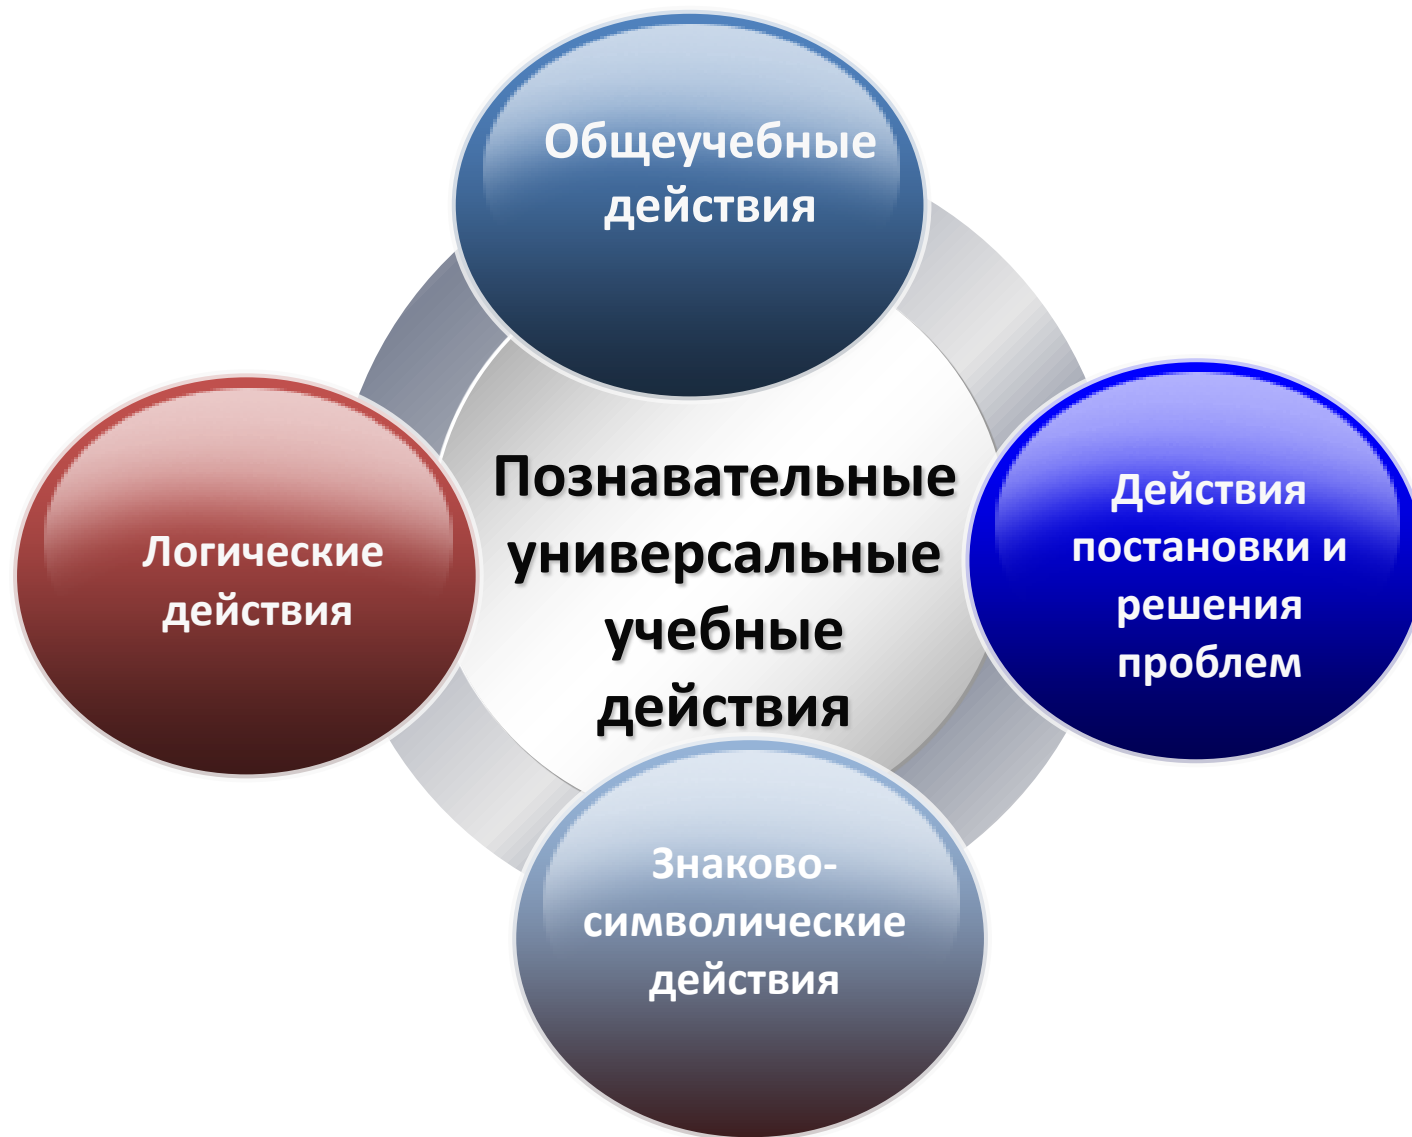 Общеучебные
действия
Познавательные
универсальные
учебные
действия
Логические
действия
Действия
постановки и
решения
проблем
Знаково-
символические
действия